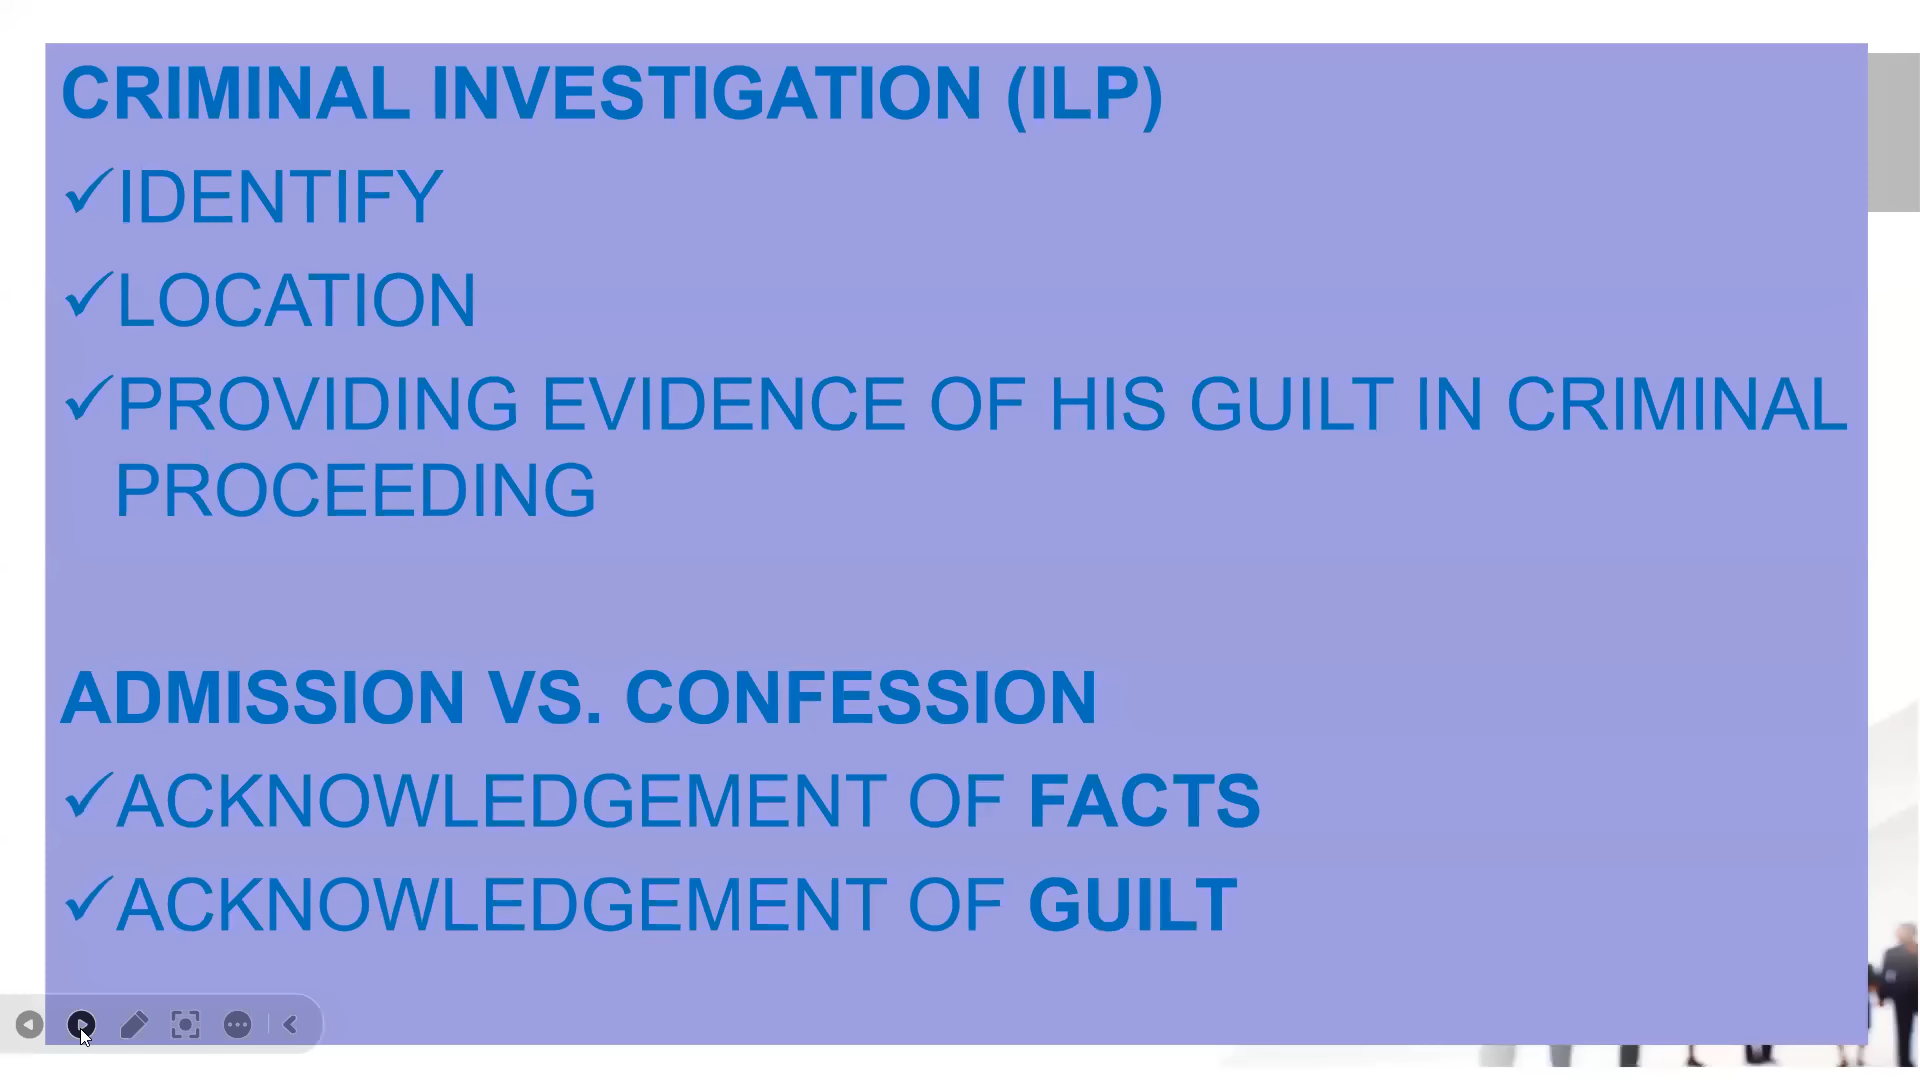 CRIMINAL INVESTIGATION (ILP)
✓IDENTIFY
✓LOCATION
✓PROVIDING EVIDENCE OF HIS GUILT IN CRIMINAL
PROCEEDING
ADMISSION VS. CONFESSION
✓ACKNOWLEDGEMENT OF FACTS
✓ACKNOWLEDGEMENT OF GUILT